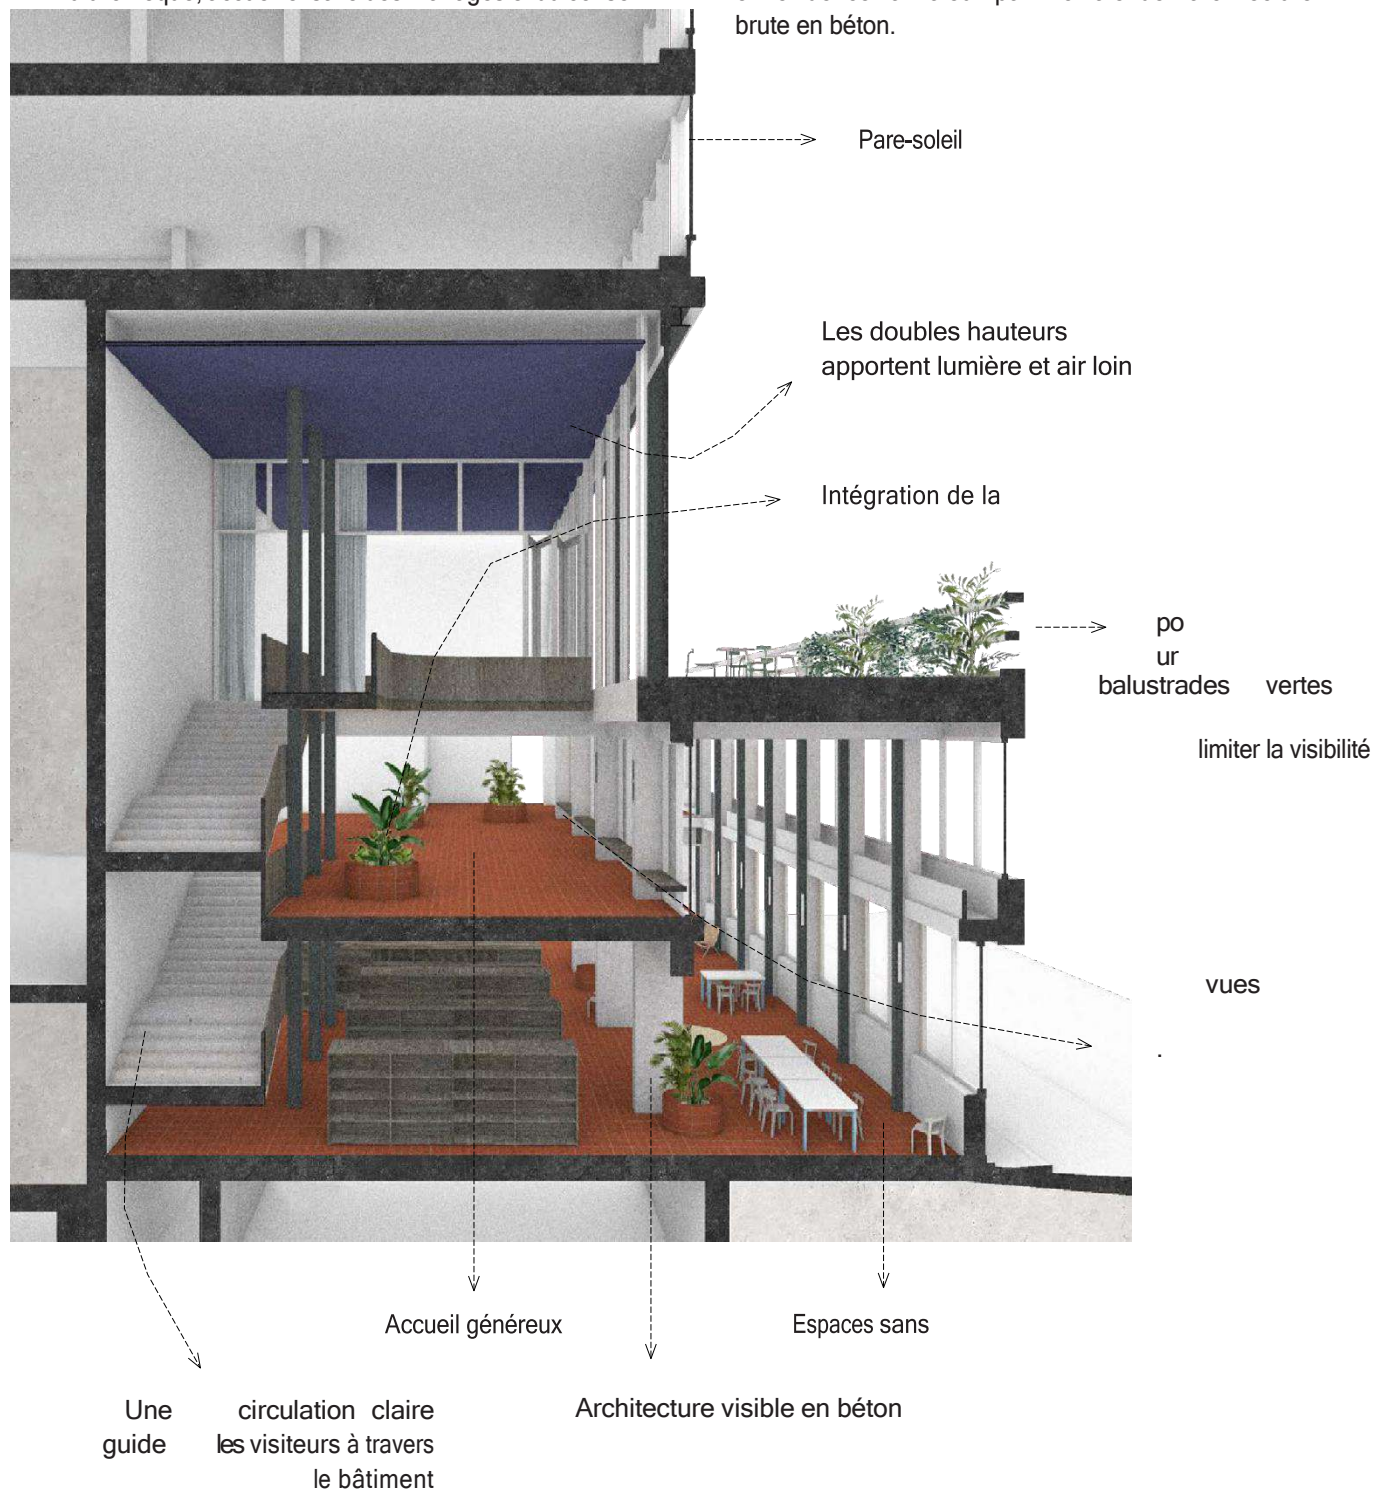 brute en béton.
Pare-soleil
Les doubles hauteurs
apportent lumière et air loin
Intégration de la
po
ur
balustrades vertes
limiter la visibilité
vues
.
Accueil généreux
Espaces sans
Une circulation claire
guide les visiteurs à travers
le bâtiment
Architecture visible en béton